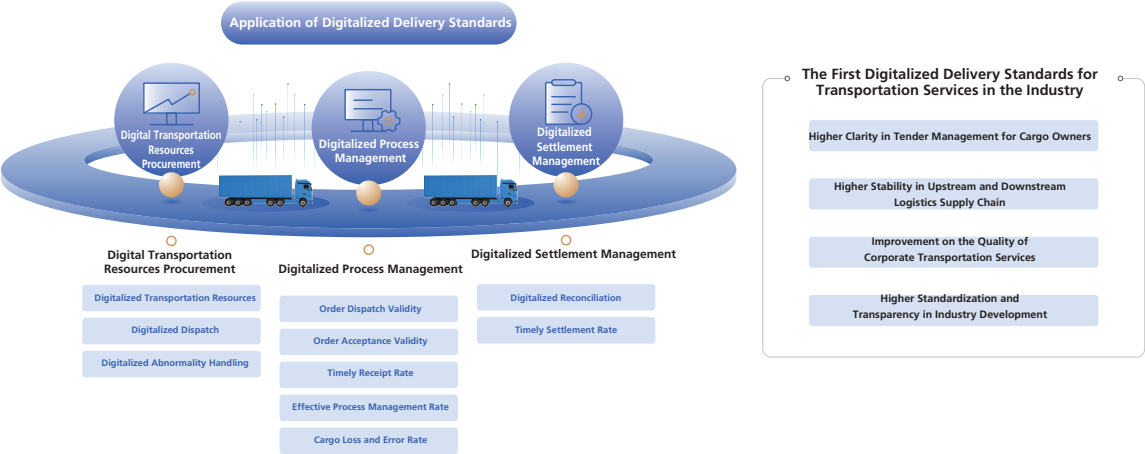 Application of Digitalized Delivery Standards
Digital Transportation
Resources
Procurement
Digitalized Process
Management
Digitalized
Settlement
Management
Digital Transportation
Resources Procurement
Digitalized Transportation Resources
Digitalized Dispatch
Digitalized Abnormality Handling
Digitalized Process Management
Order Dispatch Validity
Order Acceptance Validity
Timely Receipt Rate
Effective Process Management Rate
Cargo Loss and Error Rate
Digitalized Settlement Management
Digitalized Reconciliation
Timely Settlement Rate
The First Digitalized Delivery Standards for
Transportation Services in the Industry
Higher Clarity in Tender Management for Cargo Owners
Higher Stability in Upstream and Downstream
Logistics Supply Chain
Improvement on the Quality of
Corporate Transportation Services
Higher Standardization and
Transparency in Industry Development